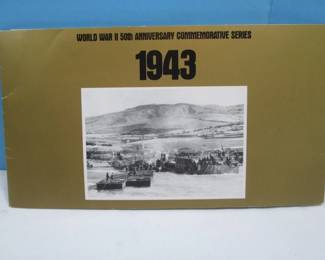 WORLD WAR II 50th ANNIVERSARY COMMEMORATIVE SERIES
1943